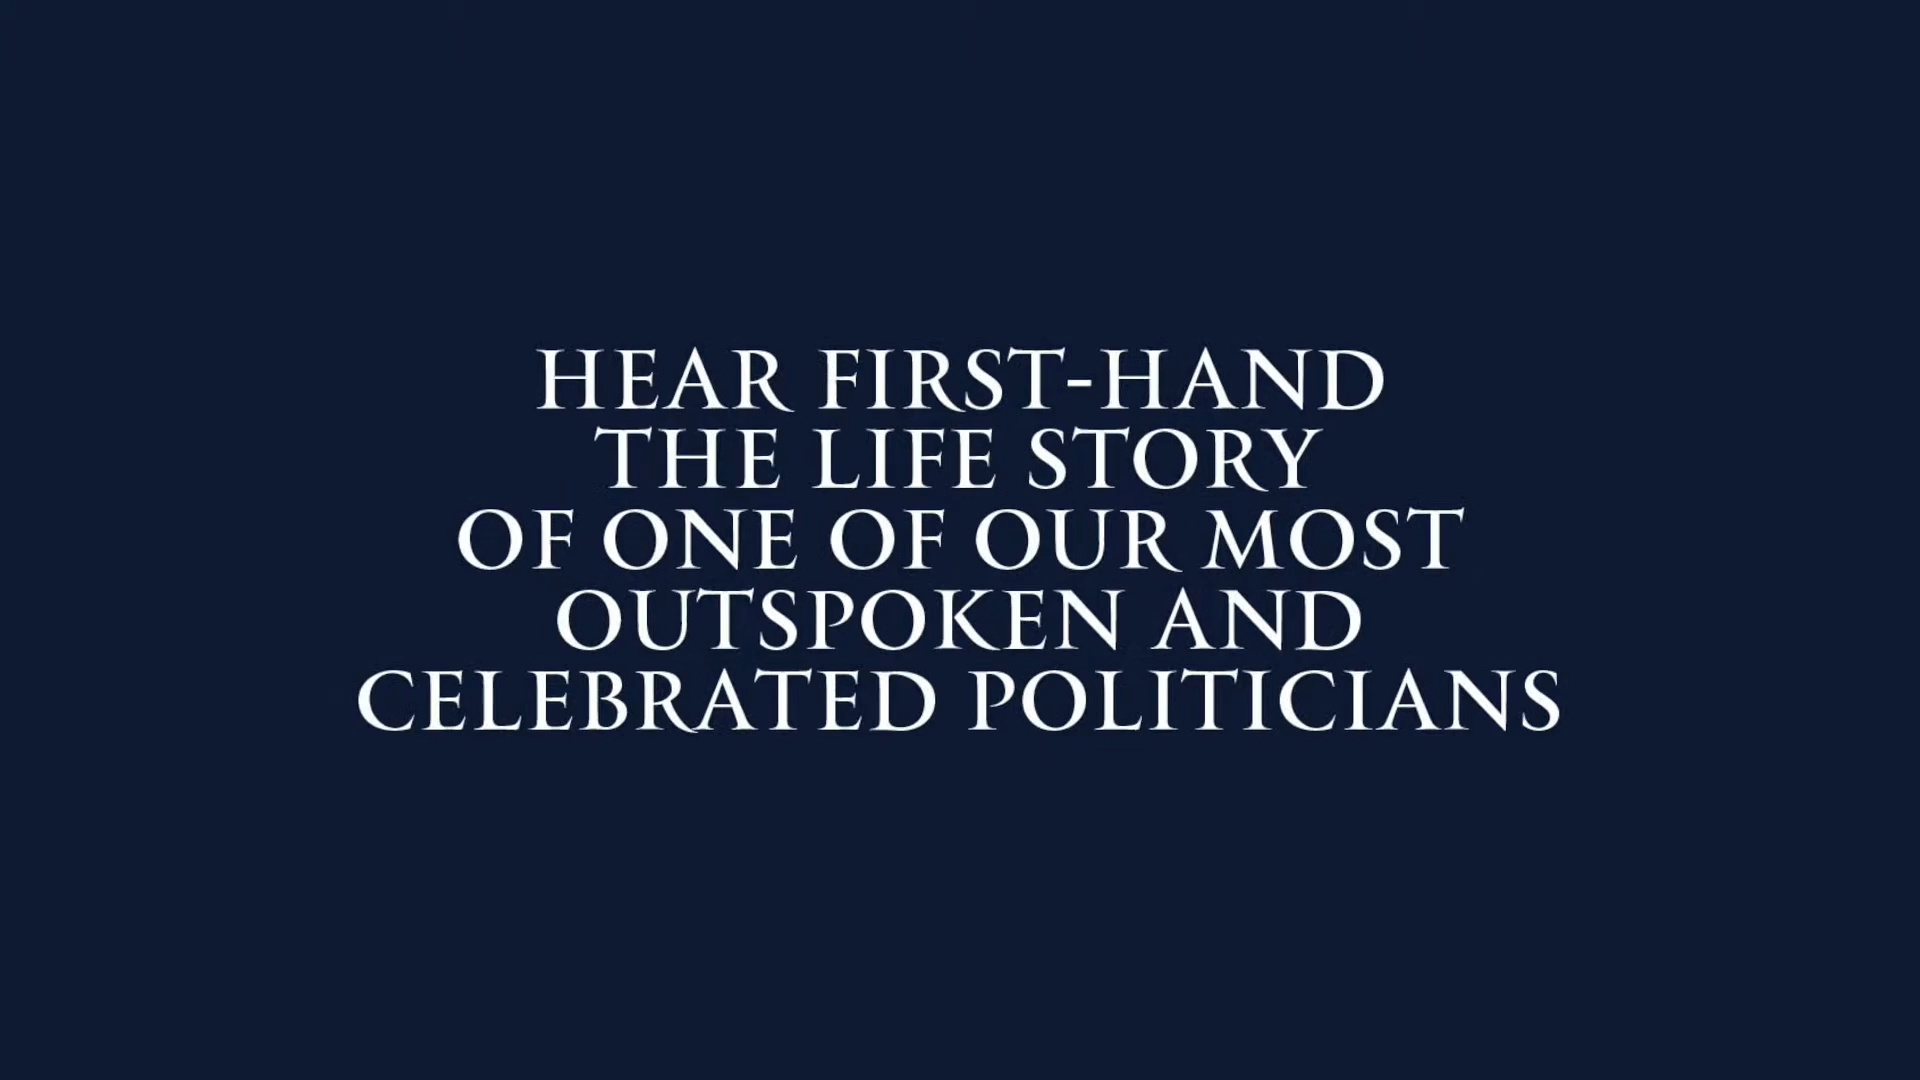 HEAR FIRST-HAND
THE LIFE STORY
OF ONE OF OUR MOST
OUTSPOKEN AND
CELEBRATED POLITICIANS